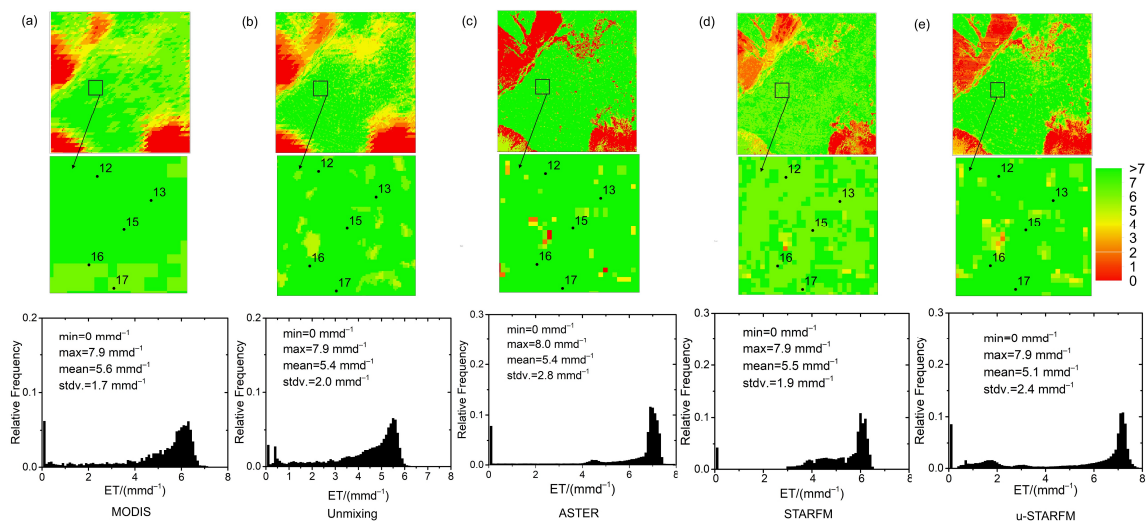 (a)
(b)
(c)
(d)
(e)
12
13
15
16
17
12
13
15
16
17
12
13
15
16
17
12
13
15
16
17
12
13
15
16
17
>7
7
6
5
4
3
2
1
0
0.2
0.1
0.0
Relative Frequency
min=0 mmd⁻¹
max=7.9 mmd⁻¹
mean=5.6 mmd⁻¹
stdv.=1.7 mmd⁻¹
0 2 4 6 8
ET/(mmd⁻¹)
MODIS
0.2
0.1
0.0
Relative Frequency
min=0 mmd⁻¹
max=7.9 mmd⁻¹
mean=5.4 mmd⁻¹
stdv.=2.0 mmd⁻¹
0 1 2 3 4 5 6 7 8
ET/(mmd⁻¹)
Unmixing
0.3
0.2
0.1
0.0
Relative Frequency
min=0 mmd⁻¹
max=8.0 mmd⁻¹
mean=5.4 mmd⁻¹
stdv.=2.8 mmd⁻¹
0 2 4 6 8
ET/(mmd⁻¹)
ASTER
0.3
0.2
0.1
0.0
Relative Frequency
min=0 mmd⁻¹
max=7.9 mmd⁻¹
mean=5.5 mmd⁻¹
stdv.=1.9 mmd⁻¹
0 2 4 6 8
ET/(mmd⁻¹)
STARFM
0.3
0.2
0.1
0.0
Relative Frequency
min=0 mmd⁻¹
max=7.9 mmd⁻¹
mean=5.1 mmd⁻¹
stdv.=2.4 mmd⁻¹
0 2 4 6 8
ET/(mmd⁻¹)
u-STARFM